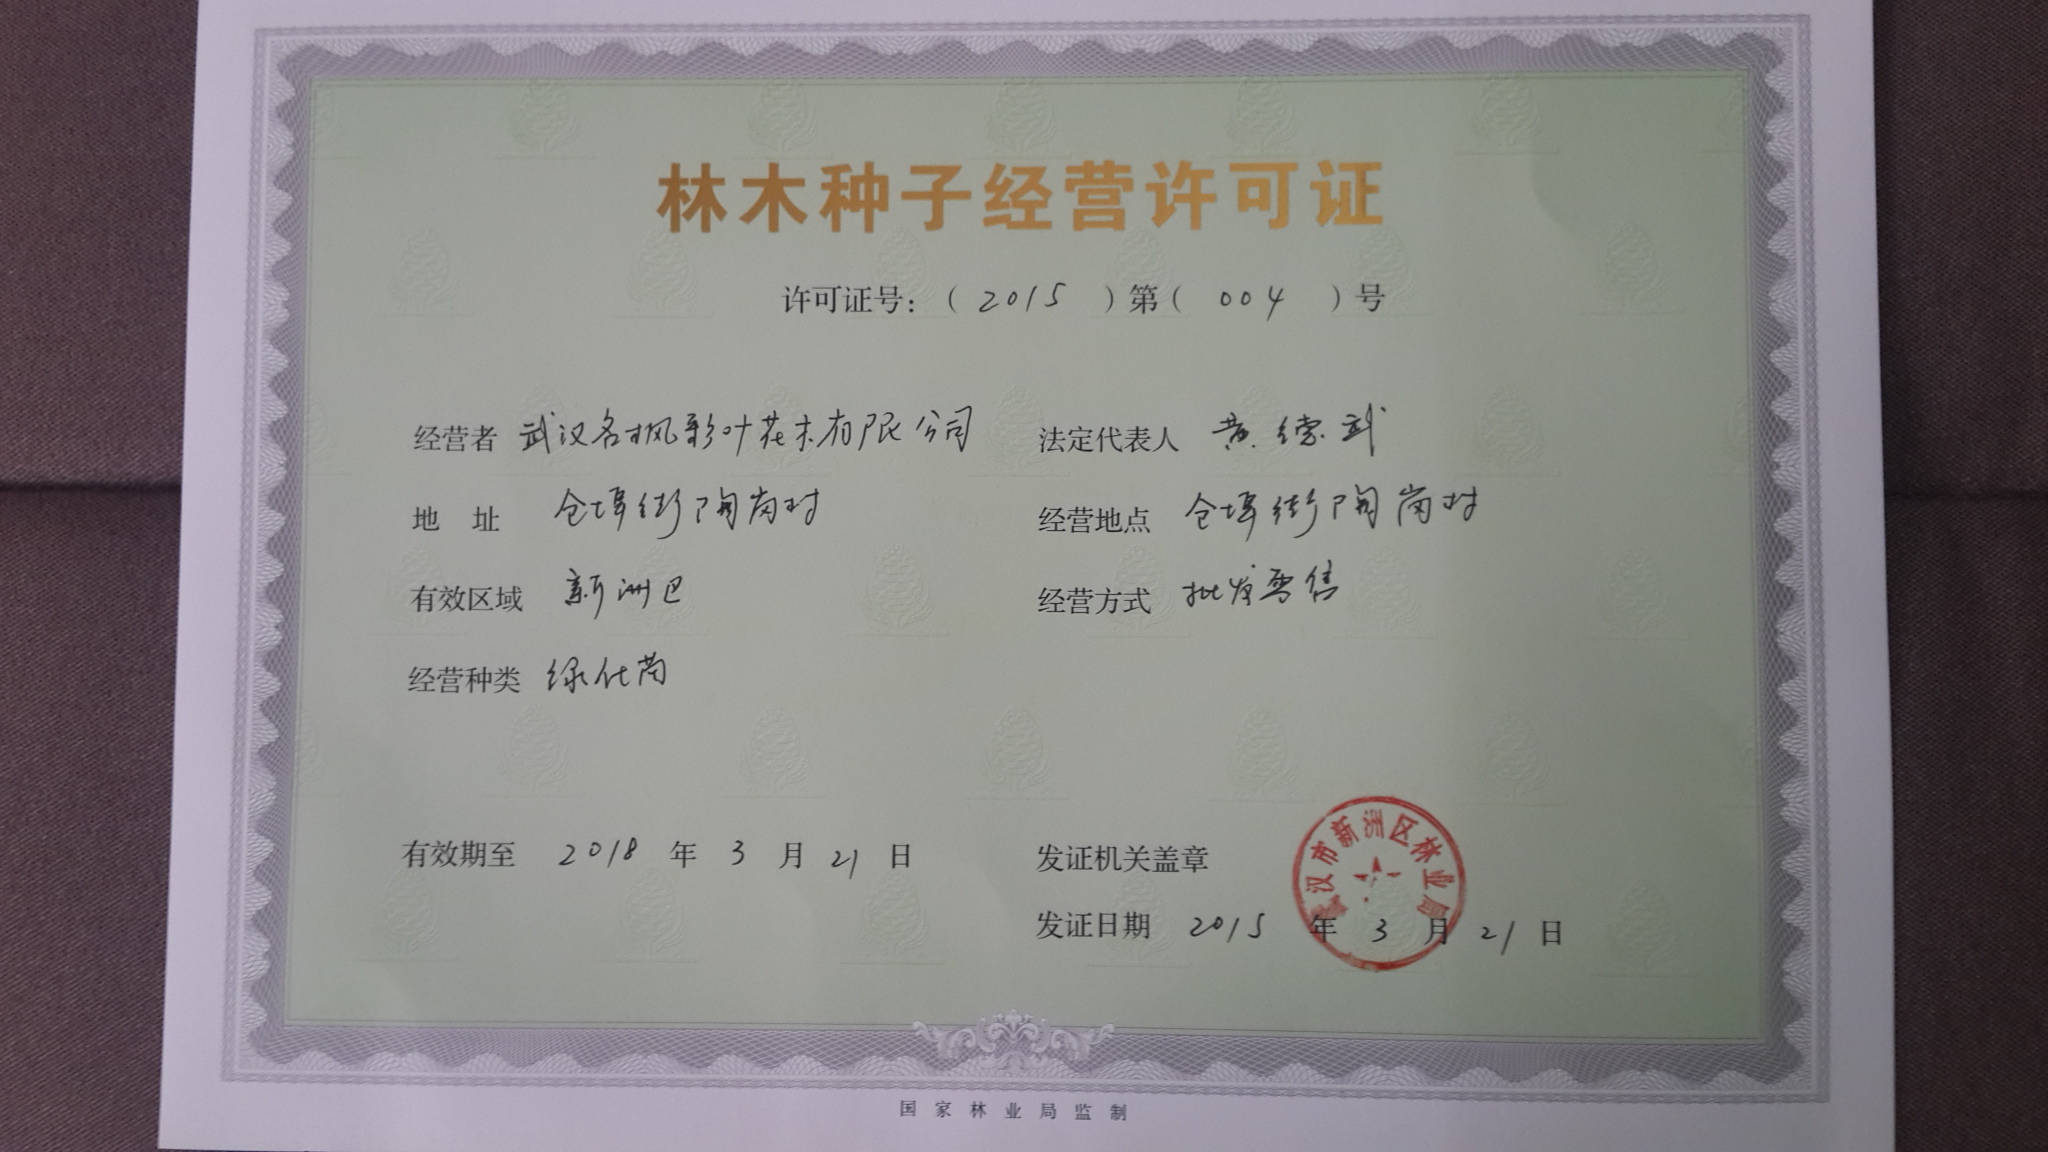 林木种子经营许可证
许可证号：（ 2015 ）第（ 004 ）号
经营者 武汉名枫彩叶花木有限公司 法定代表人 黄德武
地 址 仓埠街陶岗村 经营地点 仓埠街陶岗村
有效区域 新洲区 经营方式 批发零售
经营种类 绿化苗
有效期至 2018 年 3 月 21 日 发证机关盖章
武汉市新洲区林业局
发证日期 2015 年 3 月 21 日
国家林业局监制